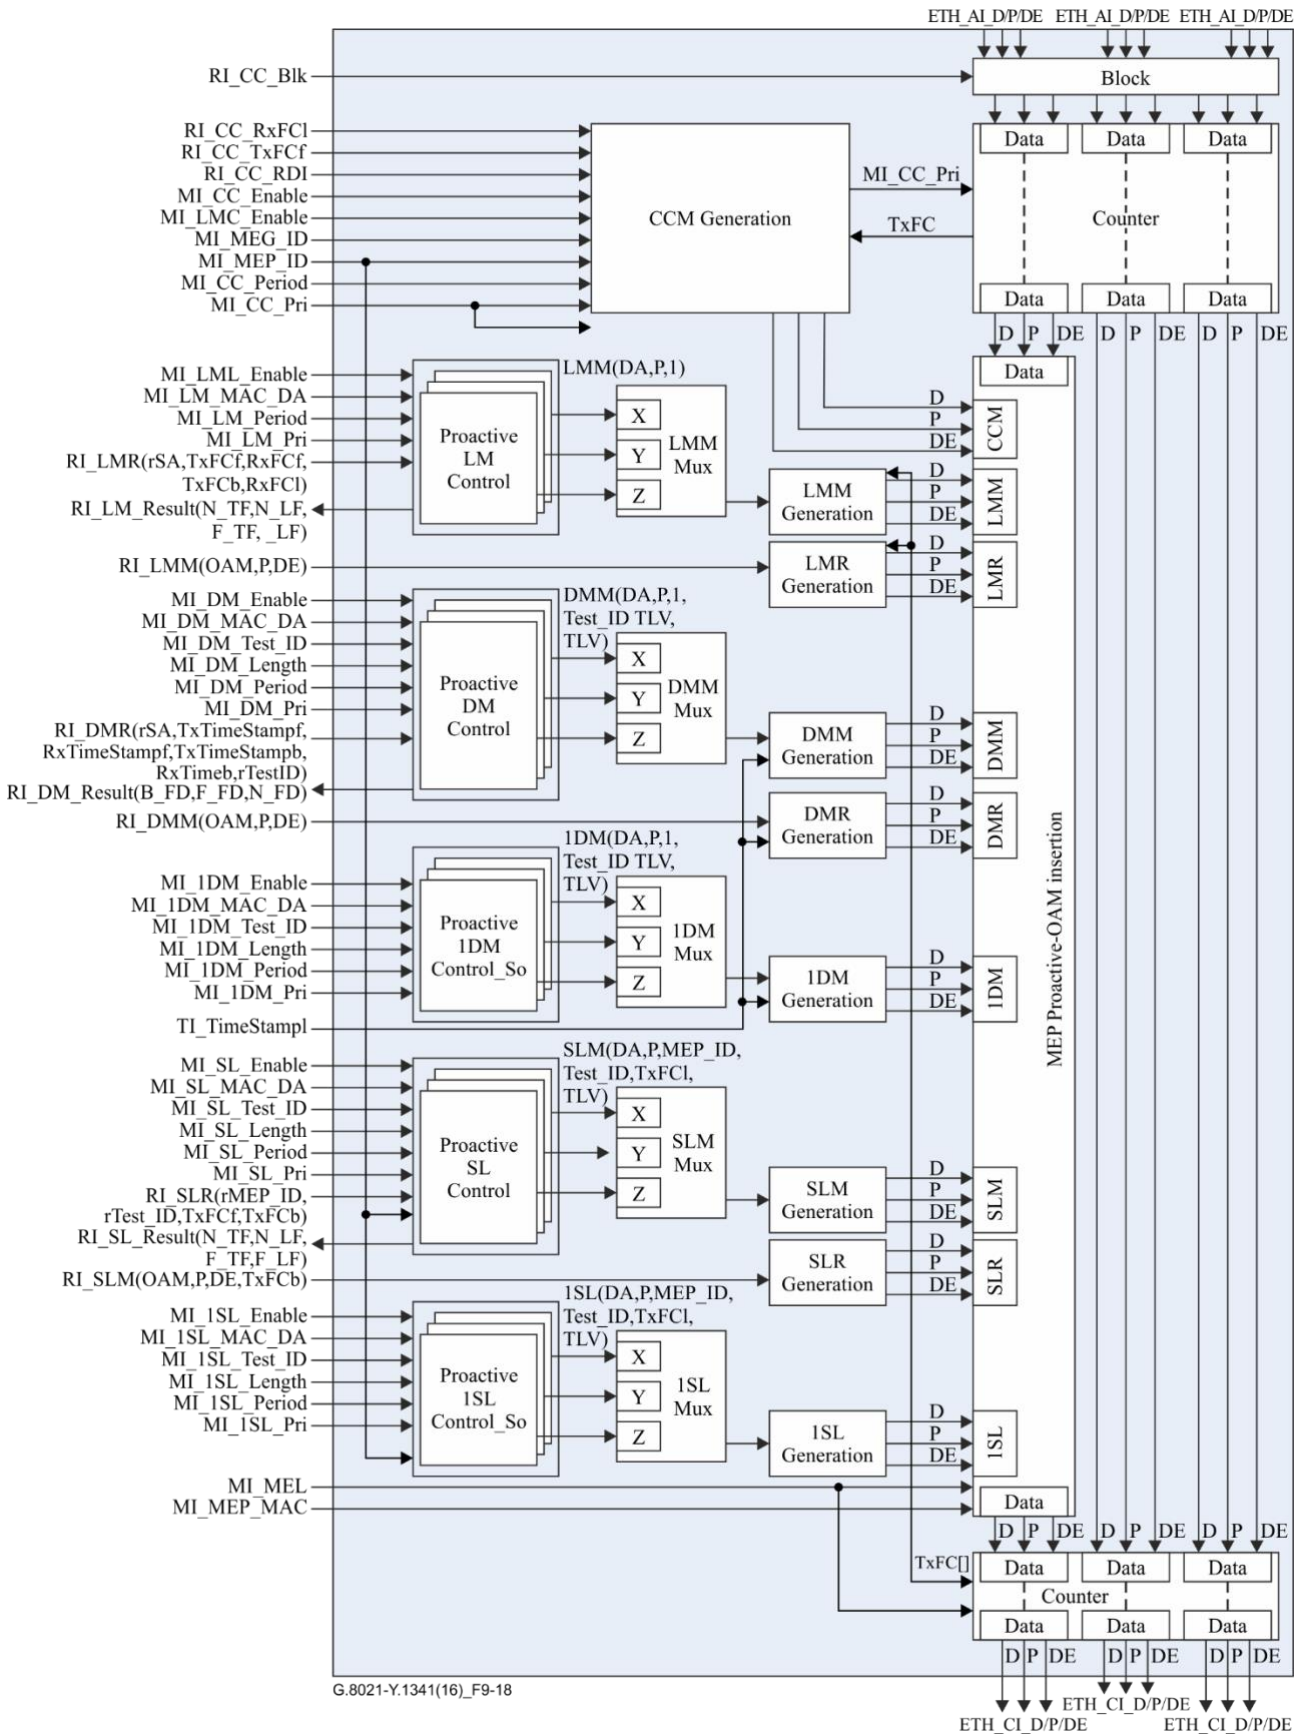 ETH_AI_D/P/DE ETH_AI_D/P/DE ETH_AI_D/P/DE
RI_CC_Blk
Block
RI_CC_RxFCl
RI_CC_TxFCf
RI_CC_RDI
MI_CC_Enable
MI_LMC_Enable
MI_MEG_ID
MI_MEP_ID
MI_CC_Period
MI_CC_Pri
CCM Generation
MI_CC_Pri
TxFC
Data Data Data
Counter
Data Data Data
D P DE D P DE D P DE
MI_LML_Enable
MI_LM_MAC_DA
MI_LM_Period
MI_LM_Pri
RI_LMR(rSA,TxFCf,RxFCf,
TxFCb,RxFCl)
RI_LM_Result(N_TF,N_LF,
F_TF, _LF)
Proactive
LM
Control
LMM(DA,P,1)
X
Y
Z
LMM
Mux
LMM
Generation
Data
D
P
DE
CCM
D
P
DE
LMM
RI_LMM(OAM,P,DE)
LMR
Generation
D
P
DE
LMR
MI_DM_Enable
MI_DM_MAC_DA
MI_DM_Test_ID
MI_DM_Length
MI_DM_Period
MI_DM_Pri
RI_DMR(rSA,TxTimeStampf,
RxTimeStampf,TxTimeStampb,
RxTimeb,rTestID)
RI_DM_Result(B_FD,F_FD,N_FD)
Proactive
DM
Control
DMM(DA,P,1,
Test_ID TLV,
TLV)
X
Y
Z
DMM
Mux
DMM
Generation
D
P
DE
DMM
RI_DMM(OAM,P,DE)
DMR
Generation
D
P
DE
DMR
MI_1DM_Enable
MI_1DM_MAC_DA
MI_1DM_Test_ID
MI_1DM_Length
MI_1DM_Period
MI_1DM_Pri
Proactive
1DM
Control_So
1DM(DA,P,1,
Test_ID TLV,
TLV)
X
Y
Z
1DM
Mux
1DM
Generation
D
P
DE
1DM
MEP Proactive-OAM insertion
TI_TimeStampl
MI_SL_Enable
MI_SL_MAC_DA
MI_SL_Test_ID
MI_SL_Length
MI_SL_Period
MI_SL_Pri
RI_SLR(rMEP_ID,
rTest_ID,TxFCf,TxFCb)
RI_SL_Result(N_TF,N_LF,
F_TF,F_LF)
Proactive
SL
Control
SLM(DA,P,MEP_ID,
Test_ID,TxFCl,
TLV)
X
Y
Z
SLM
Mux
SLM
Generation
D
P
DE
SLM
RI_SLM(OAM,P,DE,TxFCb)
SLR
Generation
D
P
DE
SLR
MI_1SL_Enable
MI_1SL_MAC_DA
MI_1SL_Test_ID
MI_1SL_Length
MI_1SL_Period
MI_1SL_Pri
Proactive
1SL
Control_So
1SL(DA,P,MEP_ID,
Test_ID,TxFCl,
TLV)
X
Y
Z
1SL
Mux
1SL
Generation
D
P
DE
1SL
MI_MEL
MI_MEP_MAC
Data
D P DE D P DE D P DE
TxFC[]
Data Data Data
Counter
Data Data Data
D P DE D P DE D P DE
G.8021-Y.1341(16)_F9-18
ETH_CI_D/P/DE
ETH_CI_D/P/DE ETH_CI_D/P/DE